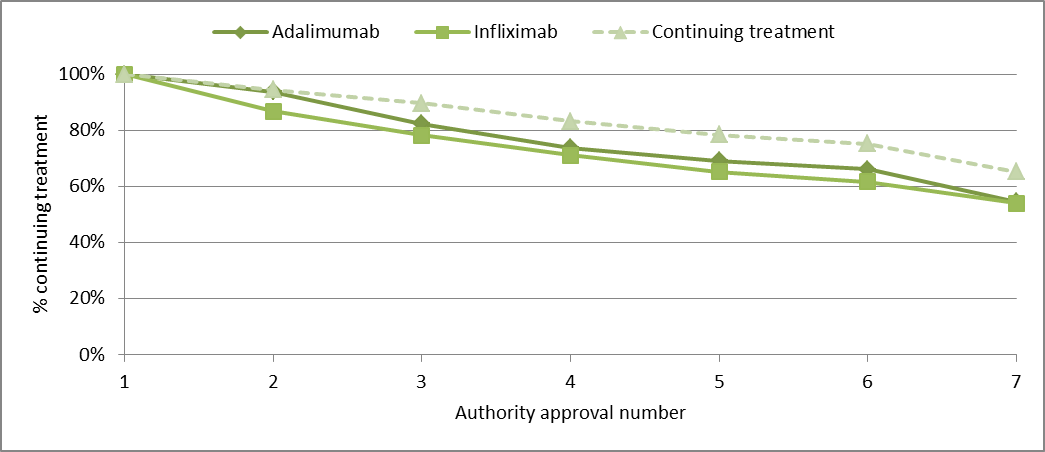 Adalimumab Infliximab Continuing treatment
% continuing treatment
100%
80%
60%
40%
20%
0%
1 2 3 4 5 6 7
Authority approval number